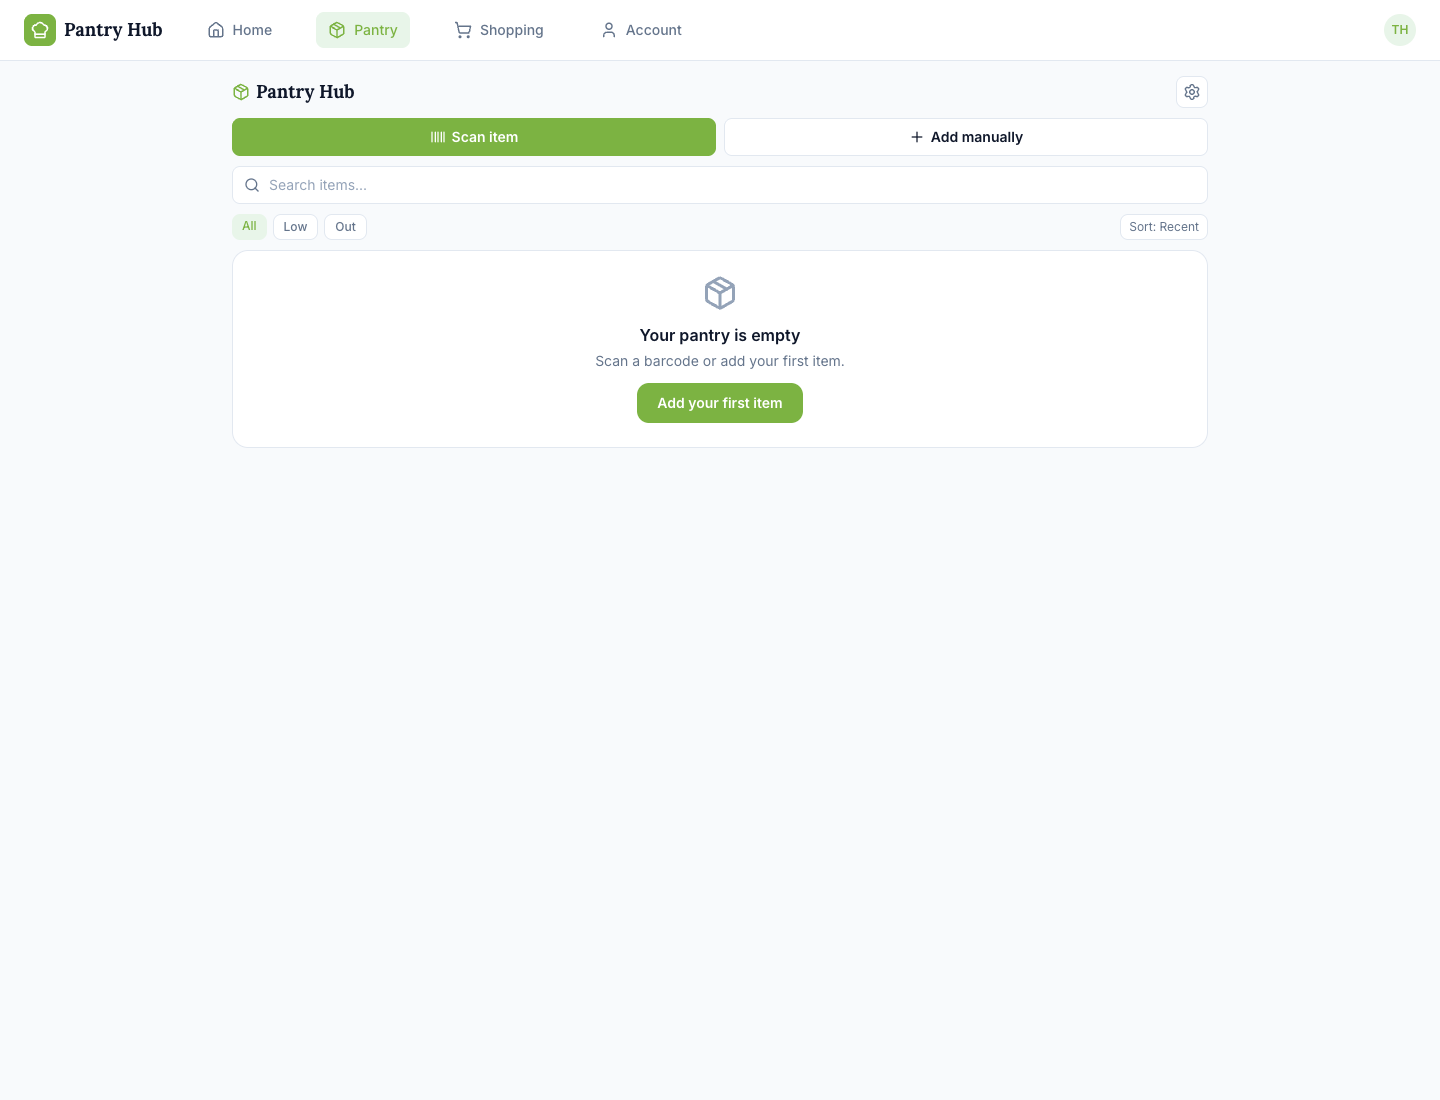 Pantry Hub
Home
Pantry
Shopping
Account
TH
Pantry Hub
Scan item
Add manually
Search items...
All
Low
Out
Sort: Recent
Your pantry is empty
Scan a barcode or add your first item.
Add your first item